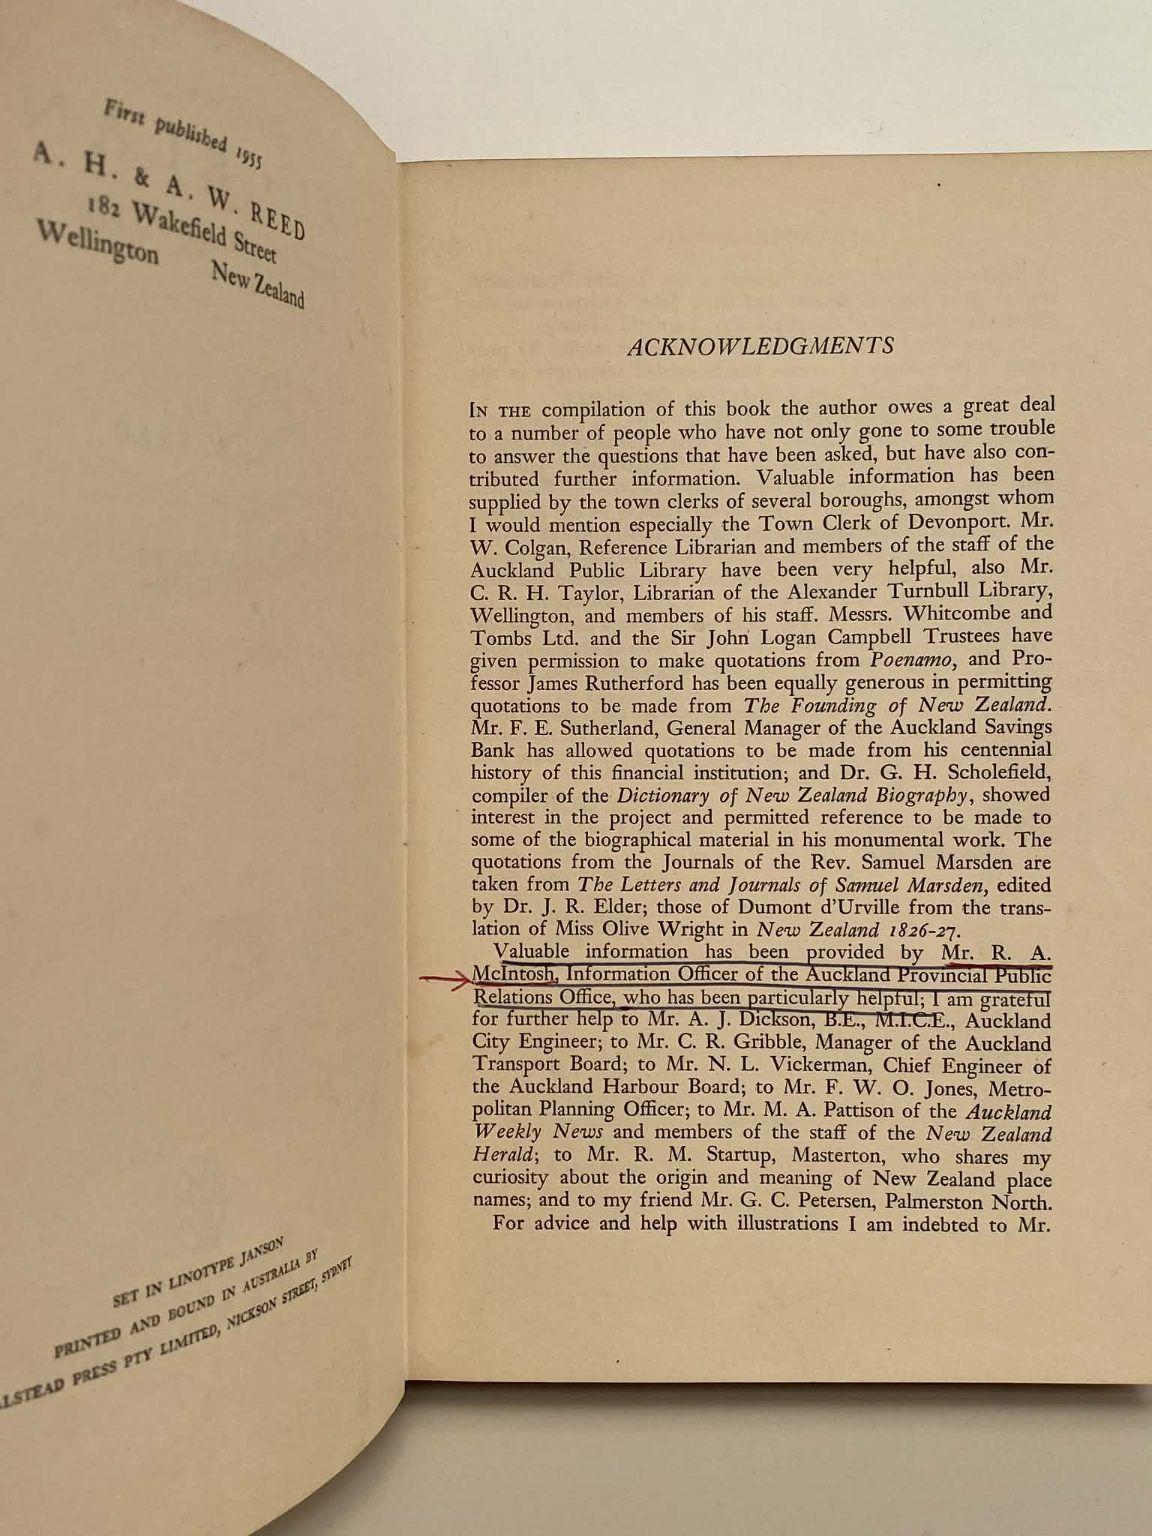 First published 1955
A. H. & A. W. REED
182 Wakefield Street
Wellington New Zealand
SET IN LINOTYPE JANSON
PRINTED AND BOUND IN AUSTRALIA BY
LSTEAD PRESS PTY LIMITED, NICKSON STREET, SYDNEY
ACKNOWLEDGMENTS
IN THE compilation of this book the author owes a great deal
to a number of people who have not only gone to some trouble
to answer the questions that have been asked, but have also con-
tributed further information. Valuable information has been
supplied by the town clerks of several boroughs, amongst whom
I would mention especially the Town Clerk of Devonport. Mr.
W. Colgan, Reference Librarian and members of the staff of the
Auckland Public Library have been very helpful, also Mr.
C. R. H. Taylor, Librarian of the Alexander Turnbull Library,
Wellington, and members of his staff. Messrs. Whitcombe and
Tombs Ltd. and the Sir John Logan Campbell Trustees have
given permission to make quotations from Poenamo, and Pro-
fessor James Rutherford has been equally generous in permitting
quotations to be made from The Founding of New Zealand.
Mr. F. E. Sutherland, General Manager of the Auckland Savings
Bank has allowed quotations to be made from his centennial
history of this financial institution; and Dr. G. H. Scholefield,
compiler of the Dictionary of New Zealand Biography, showed
interest in the project and permitted reference to be made to
some of the biographical material in his monumental work. The
quotations from the Journals of the Rev. Samuel Marsden are
taken from The Letters and Journals of Samuel Marsden, edited
by Dr. J. R. Elder; those of Dumont d'Urville from the trans-
lation of Miss Olive Wright in New Zealand 1826-27.
Valuable information has been provided by Mr. R. A.
McIntosh, Information Officer of the Auckland Provincial Public
Relations Office, who has been particularly helpful; I am grateful
for further help to Mr. A. J. Dickson, B.E., M.I.C.E., Auckland
City Engineer; to Mr. C. R. Gribble, Manager of the Auckland
Transport Board; to Mr. N. L. Vickerman, Chief Engineer of
the Auckland Harbour Board; to Mr. F. W. O. Jones, Metro-
politan Planning Officer; to Mr. M. A. Pattison of the Auckland
Weekly News and members of the staff of the New Zealand
Herald; to Mr. R. M. Startup, Masterton, who shares my
curiosity about the origin and meaning of New Zealand place
names; and to my friend Mr. G. C. Petersen, Palmerston North.
For advice and help with illustrations I am indebted to Mr.